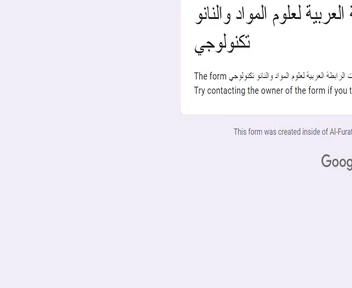 العربية لعلوم المواد والنانو
تكنولوجي
The form ت الرابطة العربية لعلوم المواد والنانو تكنولوجي
Try contacting the owner of the form if you t
This form was created inside of Al-Furat
Goog